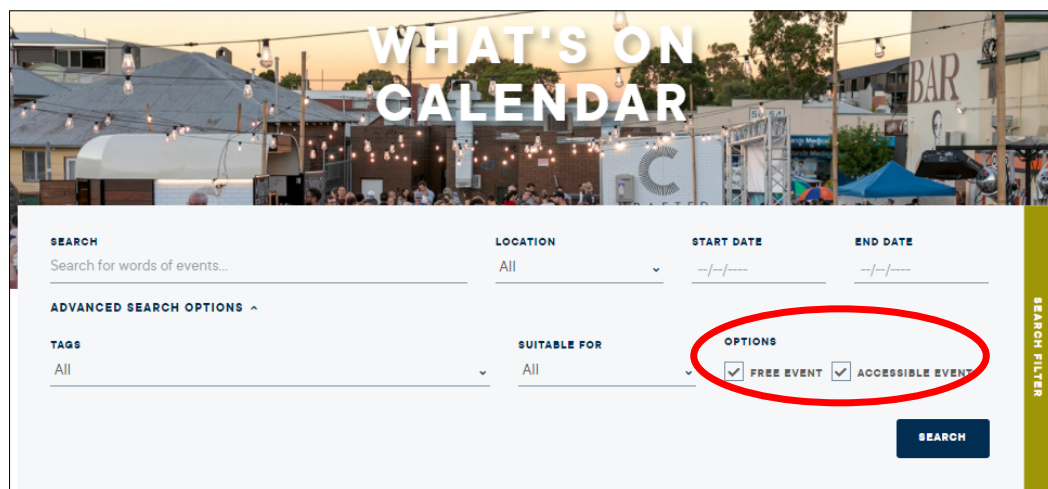 WHAT'S ON
CALENDAR
BAR
SEARCH
Search for words of events...
LOCATION
All
START DATE
--/--/----
END DATE
--/--/----
ADVANCED SEARCH OPTIONS
TAGS
All
SUITABLE FOR
All
OPTIONS
FREE EVENT
ACCESSIBLE EVENT
SEARCH
SEARCH FILTER